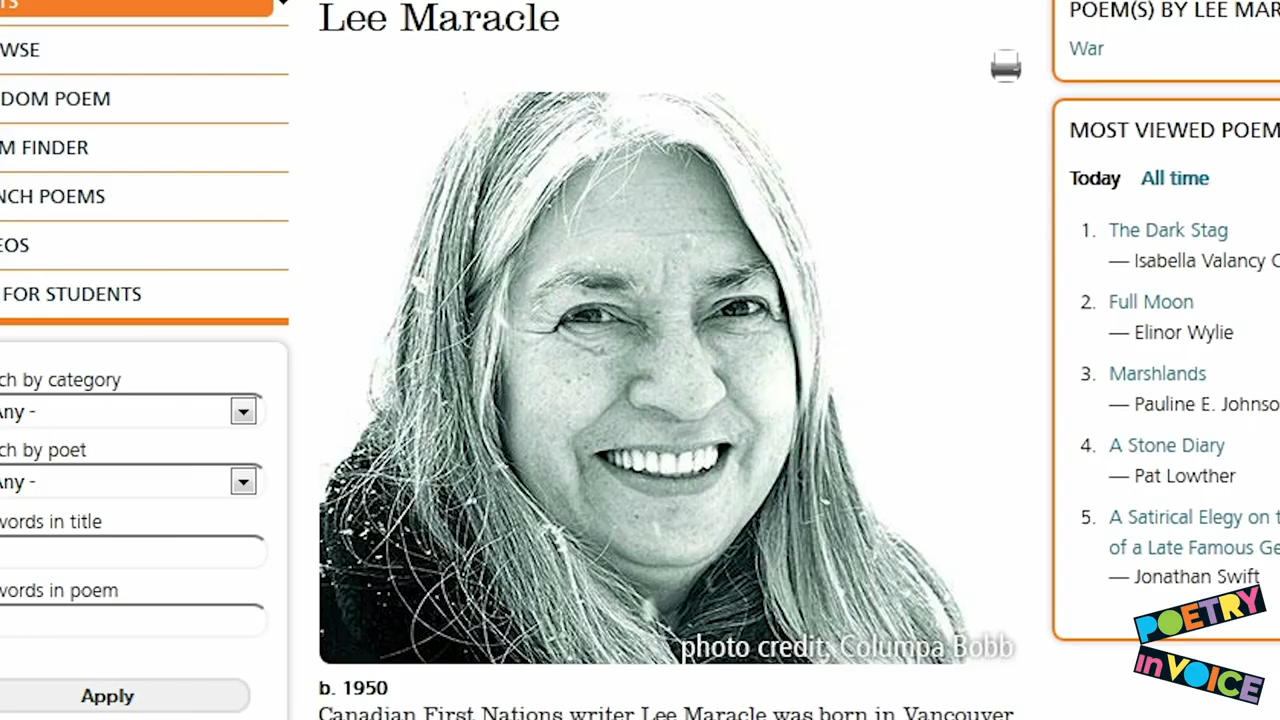 TS
WSE
DOM POEM
M FINDER
NCH POEMS
EOS
FOR STUDENTS
ch by category
Any -
ch by poet
Any -
words in title
words in poem
Apply
Lee Maracle
photo credit: Columpa Bobb
b. 1950
Canadian First Nations writer Lee Maracle was born in Vancouver
POEM(S) BY LEE MAR
War
MOST VIEWED POEM
Today All time
1. The Dark Stag
— Isabella Valancy C
2. Full Moon
— Elinor Wylie
3. Marshlands
— Pauline E. Johnso
4. A Stone Diary
— Pat Lowther
5. A Satirical Elegy on t
of a Late Famous Ge
— Jonathan Swift
POETRY
in VOICE